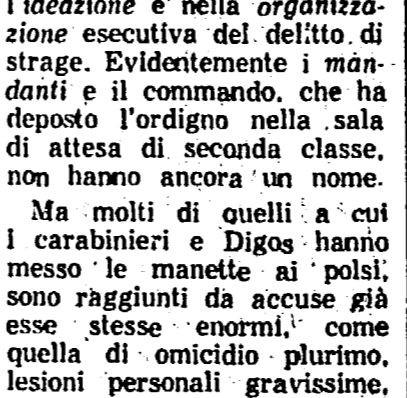 l'ideazione e nella organizza-
zione esecutiva del delitto di
strage. Evidentemente i man-
danti e il commando, che ha
deposto l'ordigno nella sala
di attesa di seconda classe,
non hanno ancora un nome.
Ma molti di quelli a cui
i carabinieri e Digos hanno
messo le manette ai polsi,
sono raggiunti da accuse già
esse stesse enormi, come
quella di omicidio plurimo,
lesioni personali gravissime,